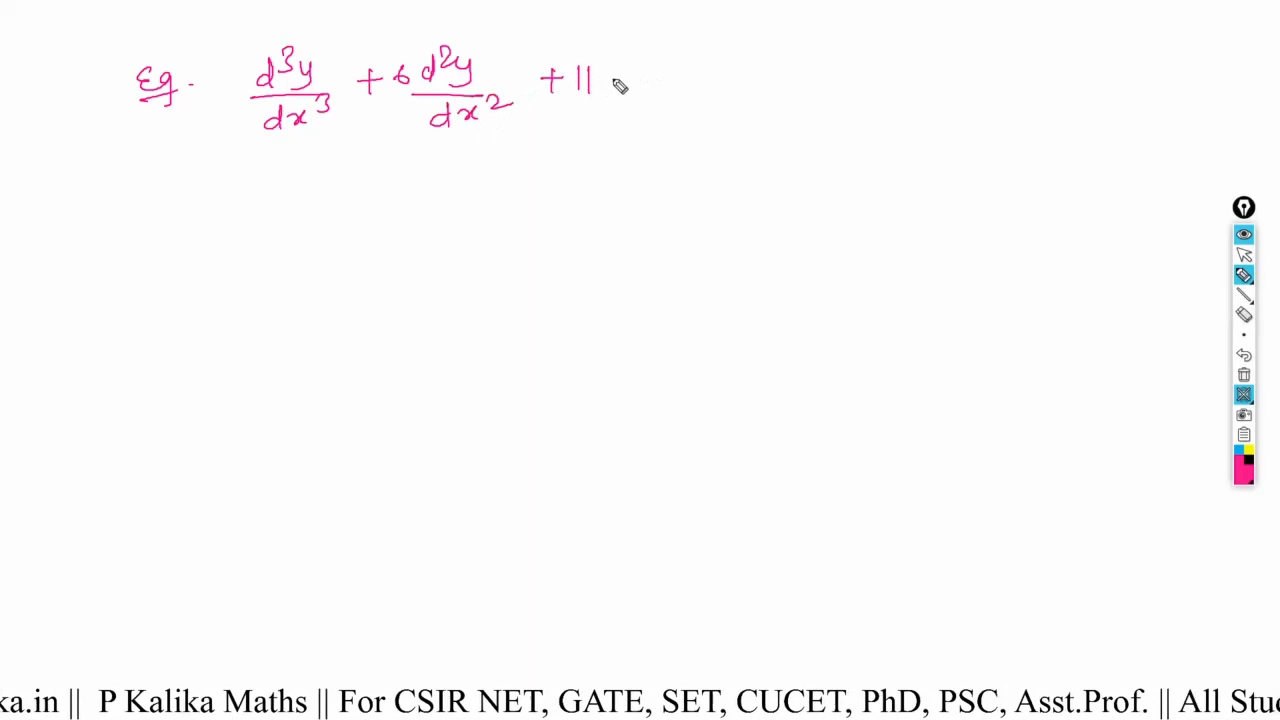 Eg. d³y/dx³ + 6 d²y/dx² + 11
ka.in || P Kalika Maths || For CSIR NET, GATE, SET, CUCET, PhD, PSC, Asst.Prof. || All Stu